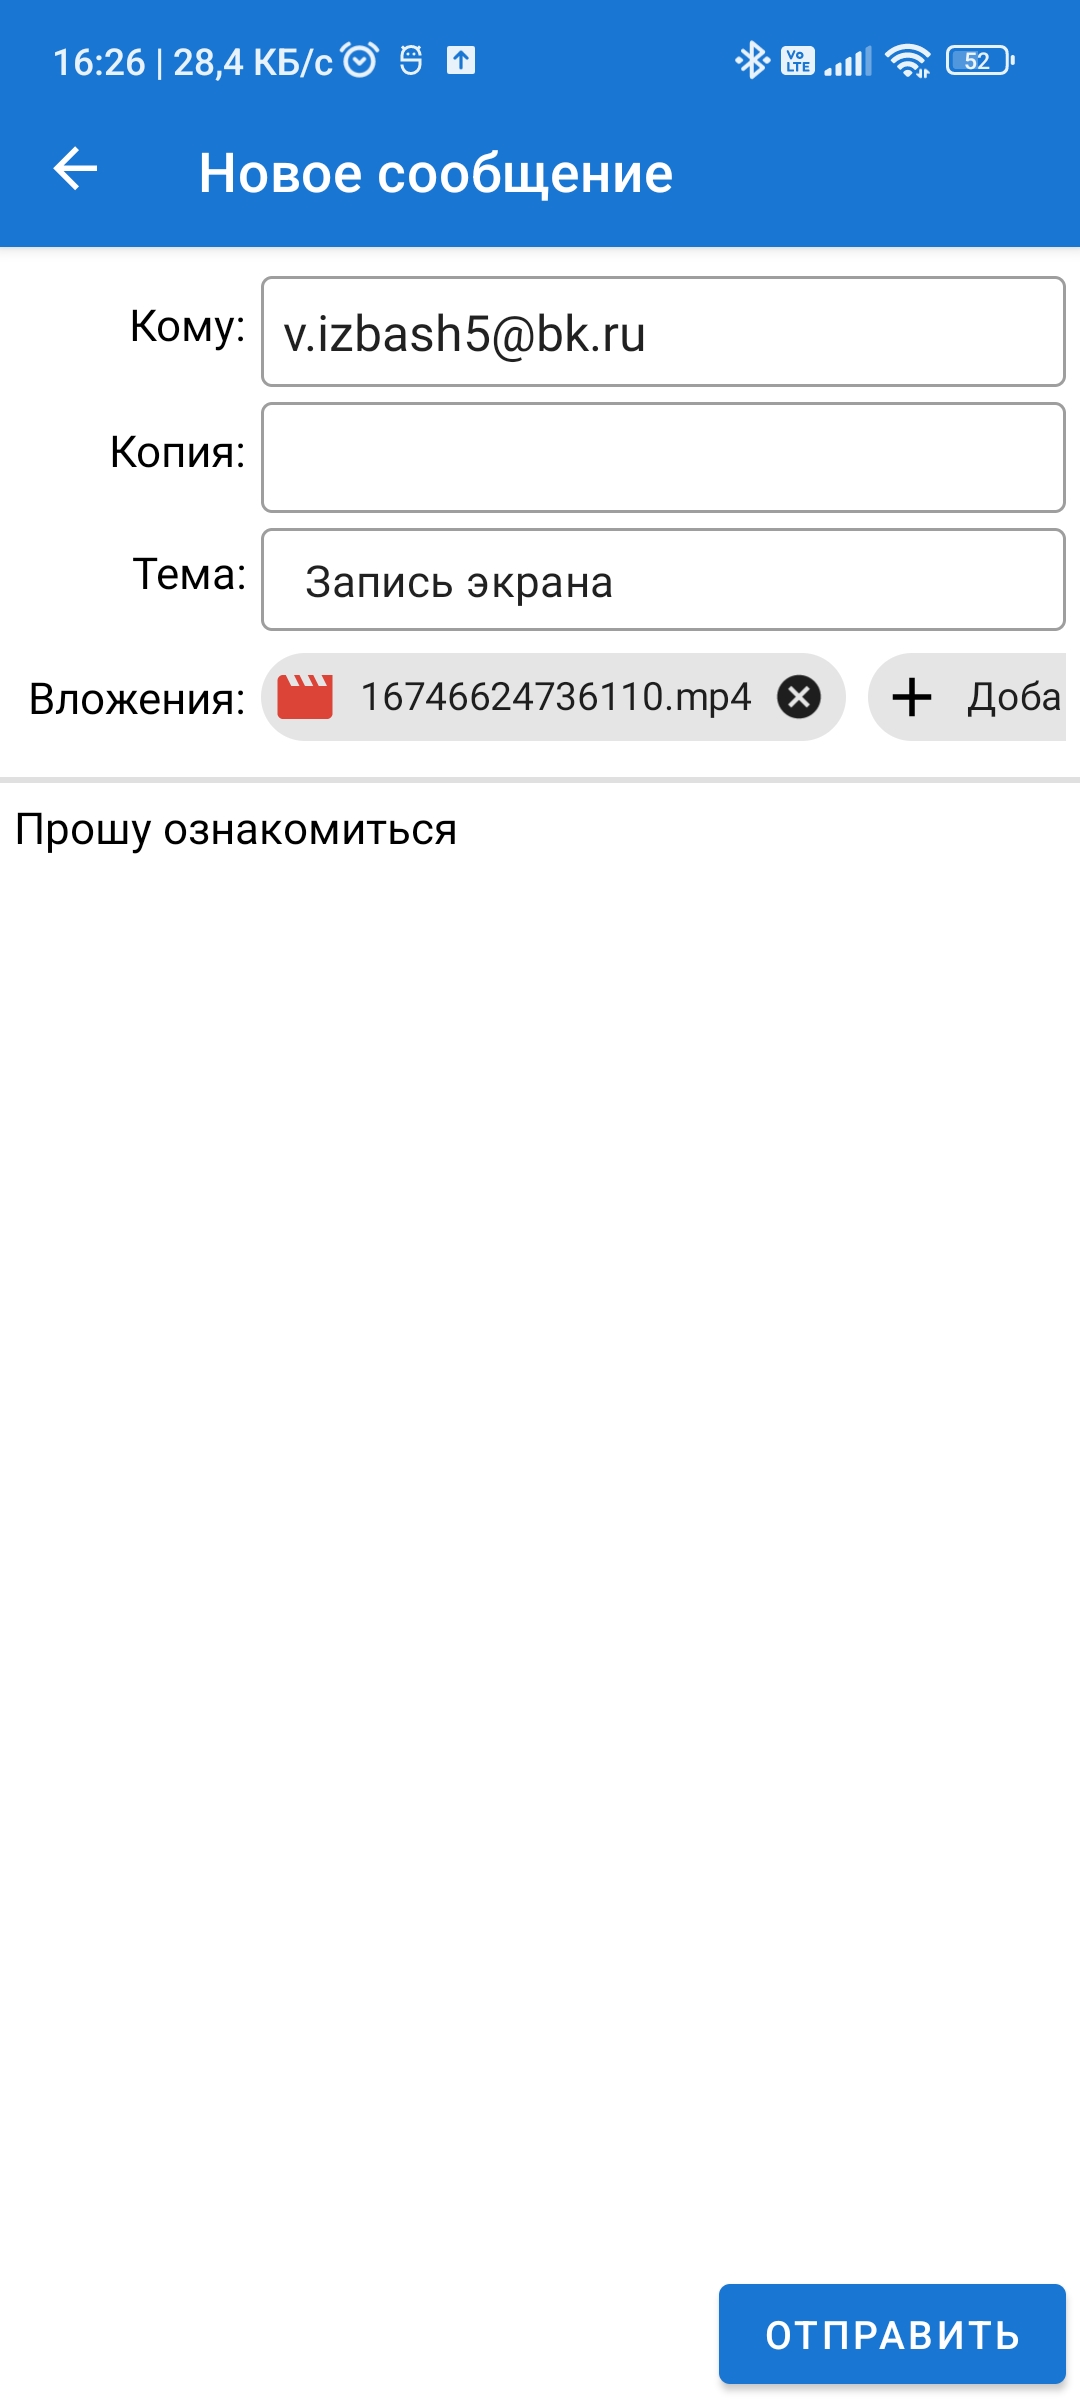 16:26 | 28,4 КБ/с
Vo LTE
52
Новое сообщение
Кому: v.izbash5@bk.ru
Копия:
Тема: Запись экрана
Вложения: 16746624736110.mp4 + Доба
Прошу ознакомиться
ОТПРАВИТЬ